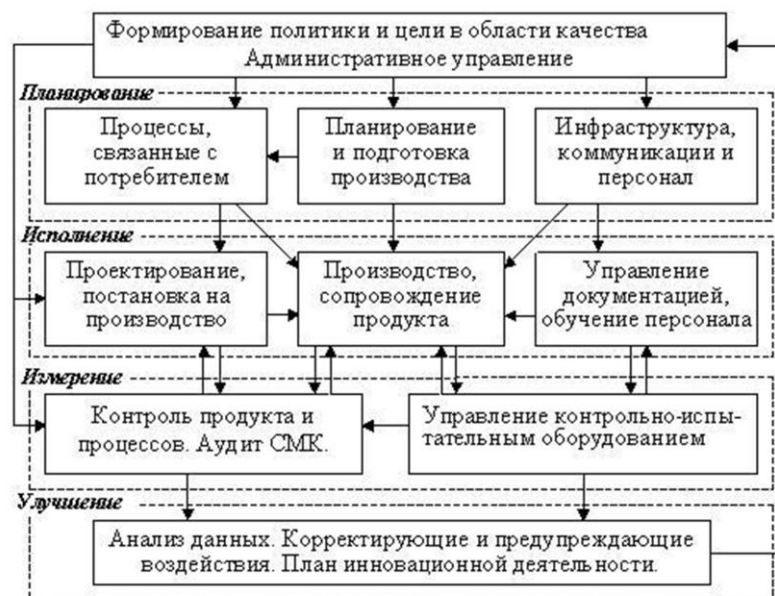 Формирование политики и цели в области качества
Административное управление
Планирование
Процессы,
связанные с
потребителем
Планирование
и подготовка
производства
Инфраструктура,
коммуникации и
персонал
Исполнение
Проектирование,
постановка на
производство
Производство,
сопровождение
продукта
Управление
документацией,
обучение персонала
Измерение
Контроль продукта и
процессов. Аудит СМК.
Управление контрольно-испы-
тательным оборудованием
Улучшение
Анализ данных. Корректирующие и предупреждающие
воздействия. План инновационной деятельности.